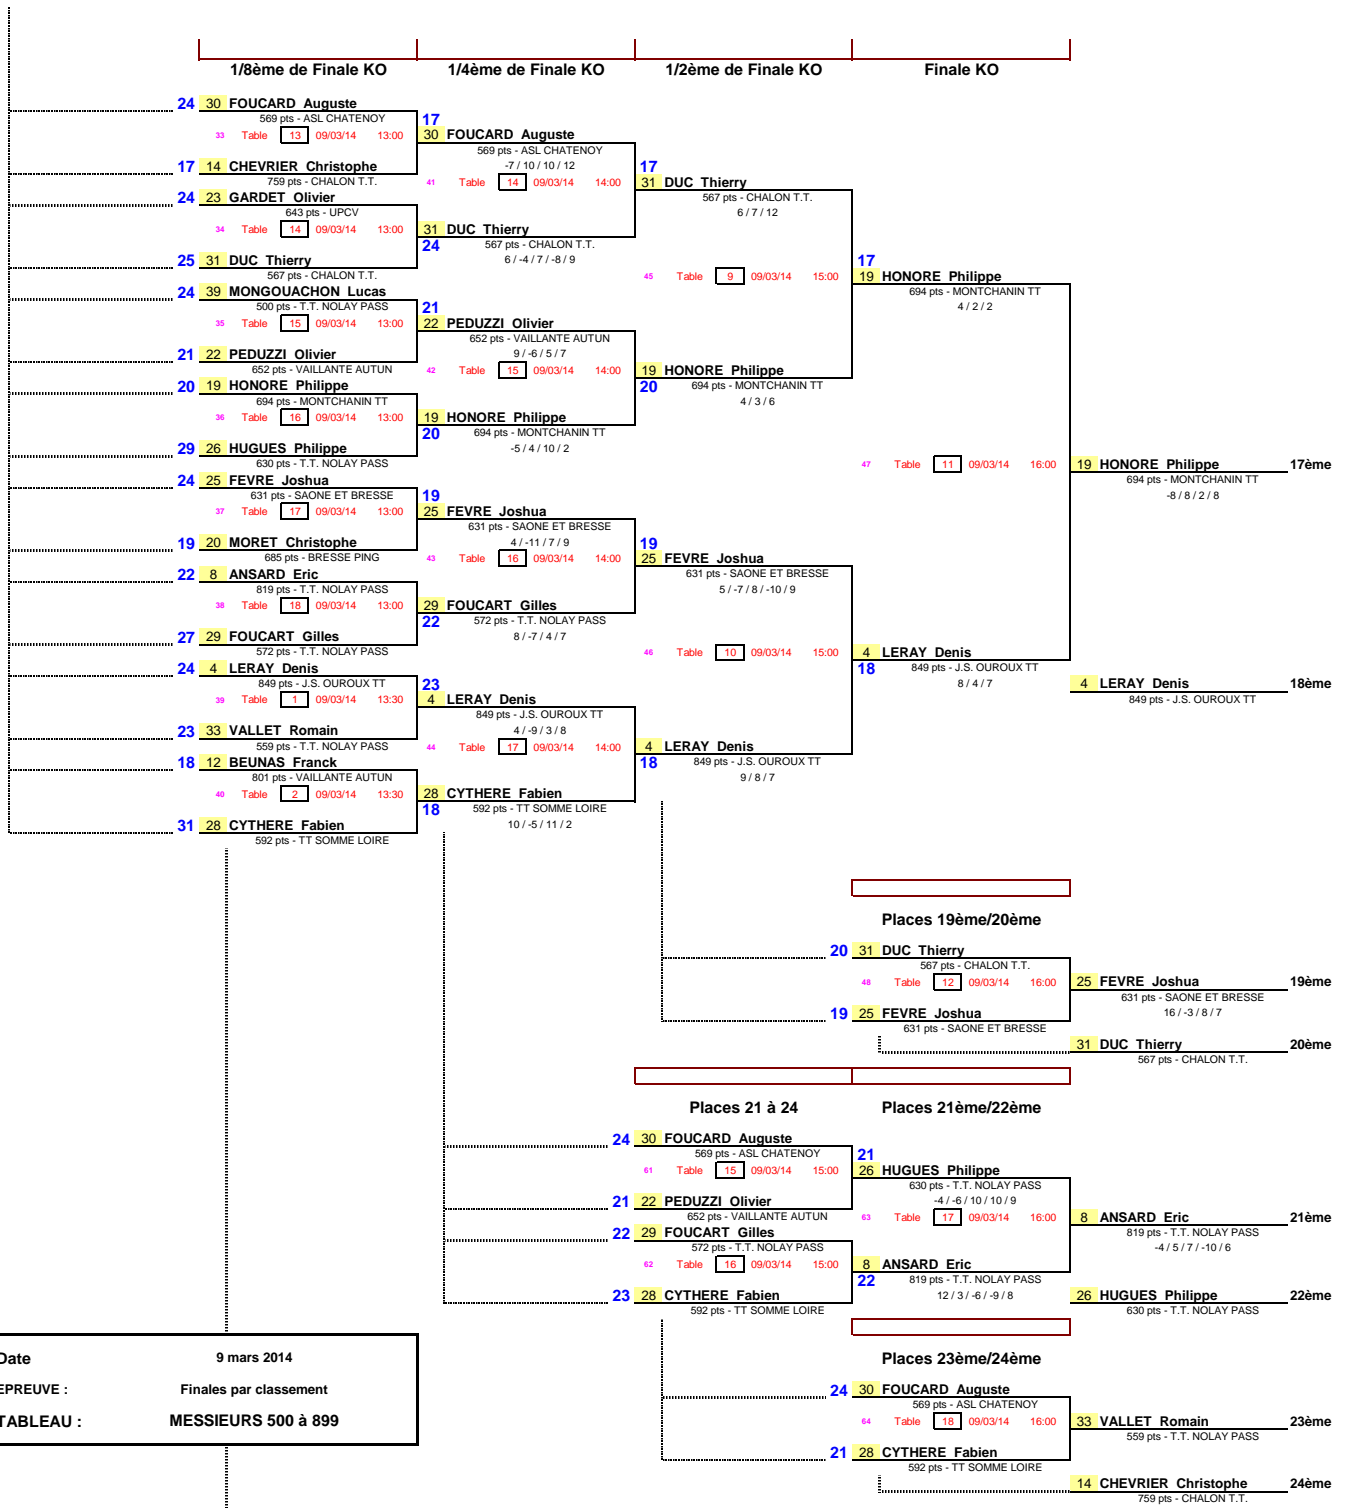 1/8ème de Finale KO 1/4ème de Finale KO 1/2ème de Finale KO Finale KO
24 30 FOUCARD Auguste
569 pts - ASL CHATENOY
33 Table 13 09/03/14 13:00
17 14 CHEVRIER Christophe
759 pts - CHALON T.T.
24 23 GARDET Olivier
643 pts - UPCV
34 Table 14 09/03/14 13:00
25 31 DUC Thierry
567 pts - CHALON T.T.
24 39 MONGOUACHON Lucas
500 pts - T.T. NOLAY PASS
35 Table 15 09/03/14 13:00
21 22 PEDUZZI Olivier
652 pts - VAILLANTE AUTUN
20 19 HONORE Philippe
694 pts - MONTCHANIN TT
36 Table 16 09/03/14 13:00
29 26 HUGUES Philippe
630 pts - T.T. NOLAY PASS
24 25 FEVRE Joshua
631 pts - SAONE ET BRESSE
37 Table 17 09/03/14 13:00
19 20 MORET Christophe
685 pts - BRESSE PING
22 8 ANSARD Eric
819 pts - T.T. NOLAY PASS
38 Table 18 09/03/14 13:00
27 29 FOUCART Gilles
572 pts - T.T. NOLAY PASS
24 4 LERAY Denis
849 pts - J.S. OUROUX TT
39 Table 1 09/03/14 13:30
23 33 VALLET Romain
559 pts - T.T. NOLAY PASS
18 12 BEUNAS Franck
801 pts - VAILLANTE AUTUN
40 Table 2 09/03/14 13:30
31 28 CYTHERE Fabien
592 pts - TT SOMME LOIRE
17
30 FOUCARD Auguste
569 pts - ASL CHATENOY
-7 / 10 / 10 / 12
41 Table 14 09/03/14 14:00
31 DUC Thierry
24 567 pts - CHALON T.T.
6 / -4 / 7 / -8 / 9
21
22 PEDUZZI Olivier
652 pts - VAILLANTE AUTUN
9 / -6 / 5 / 7
42 Table 15 09/03/14 14:00
19 HONORE Philippe
20 694 pts - MONTCHANIN TT
-5 / 4 / 10 / 2
19
25 FEVRE Joshua
631 pts - SAONE ET BRESSE
4 / -11 / 7 / 9
43 Table 16 09/03/14 14:00
29 FOUCART Gilles
22 572 pts - T.T. NOLAY PASS
8 / -7 / 4 / 7
23
4 LERAY Denis
849 pts - J.S. OUROUX TT
4 / -9 / 3 / 8
44 Table 17 09/03/14 14:00
28 CYTHERE Fabien
18 592 pts - TT SOMME LOIRE
10 / -5 / 11 / 2
17
31 DUC Thierry
567 pts - CHALON T.T.
6 / 7 / 12
45 Table 9 09/03/14 15:00
19 HONORE Philippe
20 694 pts - MONTCHANIN TT
4 / 3 / 6
19
25 FEVRE Joshua
631 pts - SAONE ET BRESSE
5 / -7 / 8 / -10 / 9
46 Table 10 09/03/14 15:00
4 LERAY Denis
18 849 pts - J.S. OUROUX TT
9 / 8 / 7
17
19 HONORE Philippe
694 pts - MONTCHANIN TT
4 / 2 / 2
47 Table 11 09/03/14 16:00
4 LERAY Denis
18 849 pts - J.S. OUROUX TT
8 / 4 / 7
19 HONORE Philippe 17ème
694 pts - MONTCHANIN TT
-8 / 8 / 2 / 8
4 LERAY Denis 18ème
849 pts - J.S. OUROUX TT
Places 19ème/20ème
20 31 DUC Thierry
567 pts - CHALON T.T.
48 Table 12 09/03/14 16:00
19 25 FEVRE Joshua
631 pts - SAONE ET BRESSE
25 FEVRE Joshua 19ème
631 pts - SAONE ET BRESSE
16 / -3 / 8 / 7
31 DUC Thierry 20ème
567 pts - CHALON T.T.
Places 21 à 24 Places 21ème/22ème
24 30 FOUCARD Auguste
569 pts - ASL CHATENOY
61 Table 15 09/03/14 15:00
21 22 PEDUZZI Olivier
652 pts - VAILLANTE AUTUN
22 29 FOUCART Gilles
572 pts - T.T. NOLAY PASS
62 Table 16 09/03/14 15:00
23 28 CYTHERE Fabien
592 pts - TT SOMME LOIRE
21
26 HUGUES Philippe
630 pts - T.T. NOLAY PASS
-4 / -6 / 10 / 10 / 9
63 Table 17 09/03/14 16:00
8 ANSARD Eric
22 819 pts - T.T. NOLAY PASS
12 / 3 / -6 / -9 / 8
8 ANSARD Eric 21ème
819 pts - T.T. NOLAY PASS
-4 / 5 / 7 / -10 / 6
26 HUGUES Philippe 22ème
630 pts - T.T. NOLAY PASS
Places 23ème/24ème
24 30 FOUCARD Auguste
569 pts - ASL CHATENOY
64 Table 18 09/03/14 16:00
21 28 CYTHERE Fabien
592 pts - TT SOMME LOIRE
33 VALLET Romain 23ème
559 pts - T.T. NOLAY PASS
14 CHEVRIER Christophe 24ème
759 pts - CHALON T.T.
Date 9 mars 2014
EPREUVE : Finales par classement
TABLEAU : MESSIEURS 500 à 899